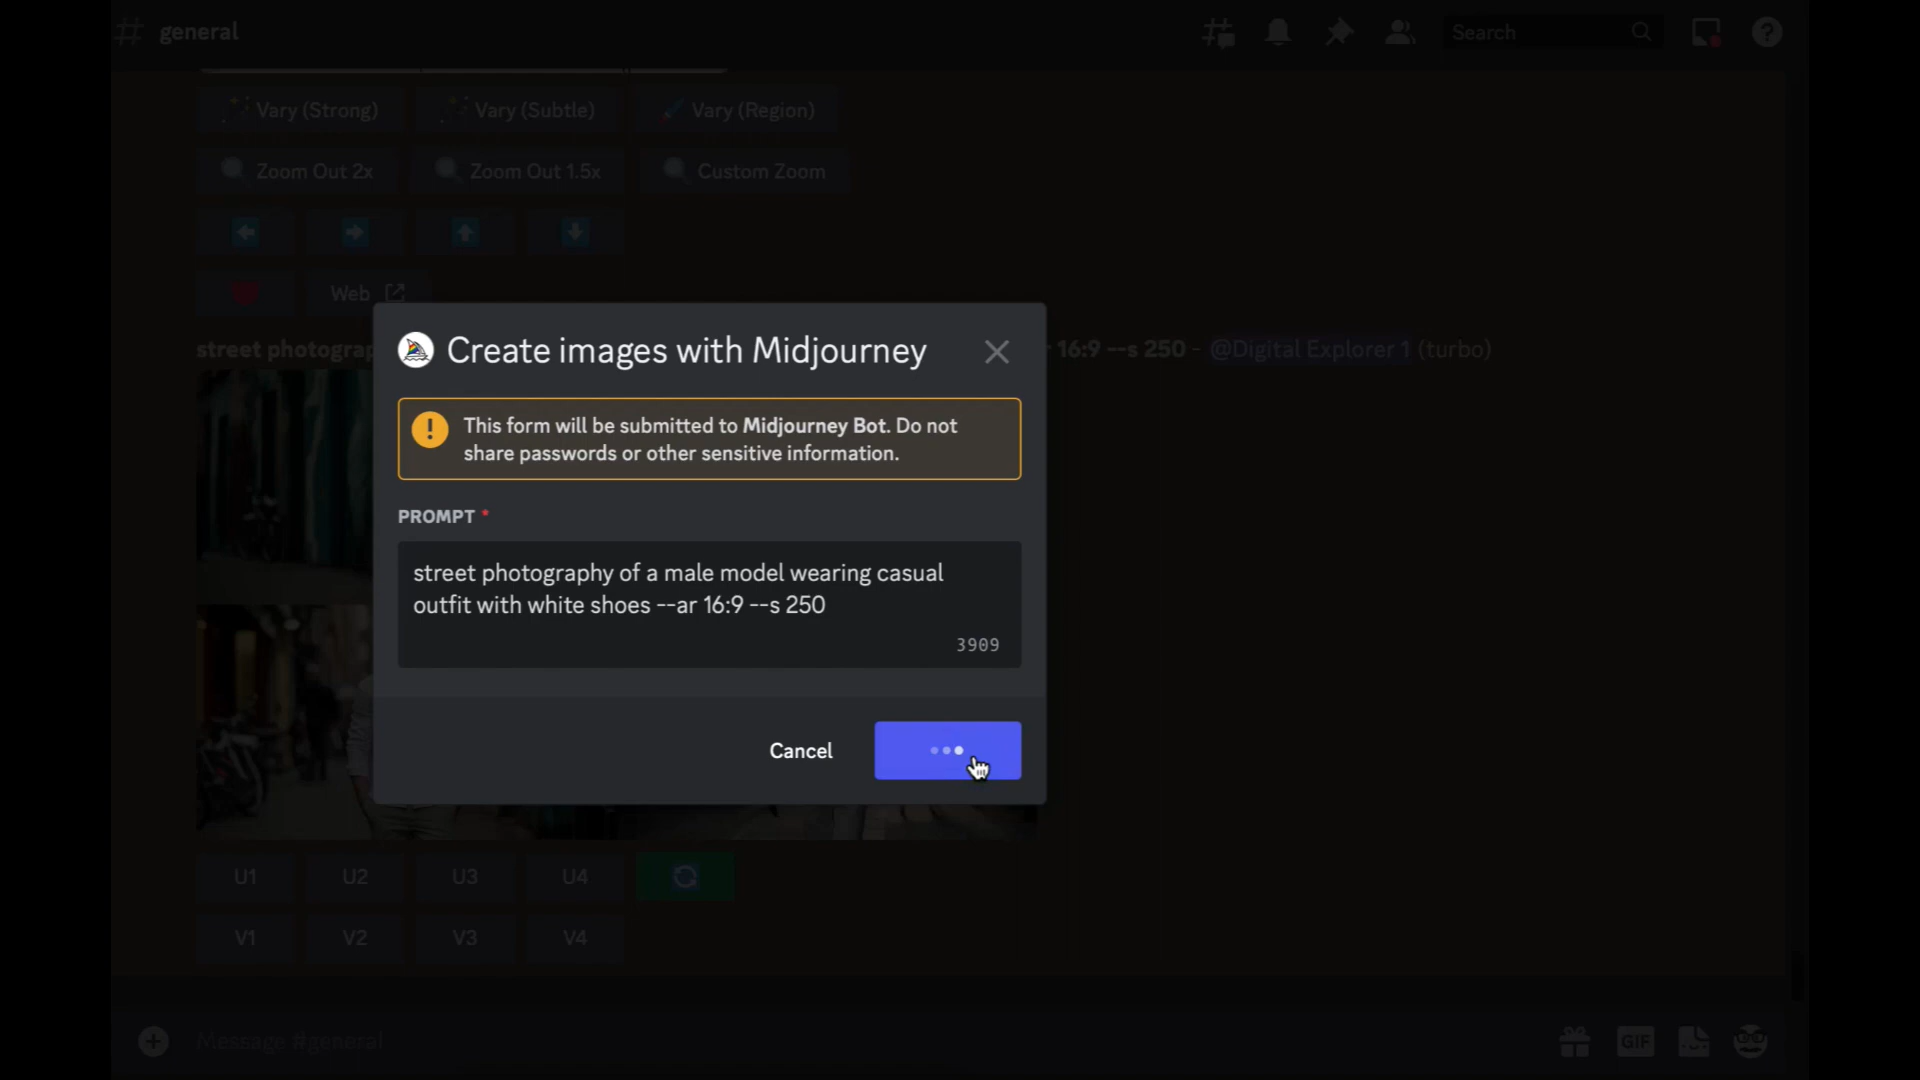 general
Search
Vary (Strong) Vary (Subtle) Vary (Region)
Zoom Out 2x Zoom Out 1.5x Custom Zoom
Web
street photograp 16:9 --s 250 - @Digital Explorer 1 (turbo)
Create images with Midjourney
This form will be submitted to Midjourney Bot. Do not
share passwords or other sensitive information.
PROMPT *
street photography of a male model wearing casual
outfit with white shoes --ar 16:9 --s 250
3909
Cancel
U1 U2 U3 U4
V1 V2 V3 V4
Message #general
GIF